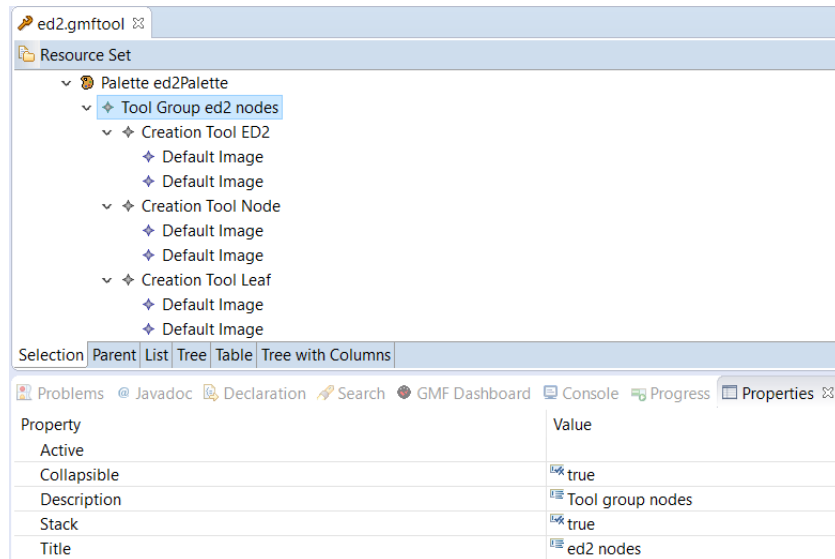 ed2.gmftool
Resource Set
Palette ed2Palette
Tool Group ed2 nodes
Creation Tool ED2
Default Image
Default Image
Creation Tool Node
Default Image
Default Image
Creation Tool Leaf
Default Image
Default Image
Selection Parent List Tree Table Tree with Columns
Problems @ Javadoc Declaration Search GMF Dashboard Console Progress Properties
Property Value
Active
Collapsible true
Description Tool group nodes
Stack true
Title ed2 nodes